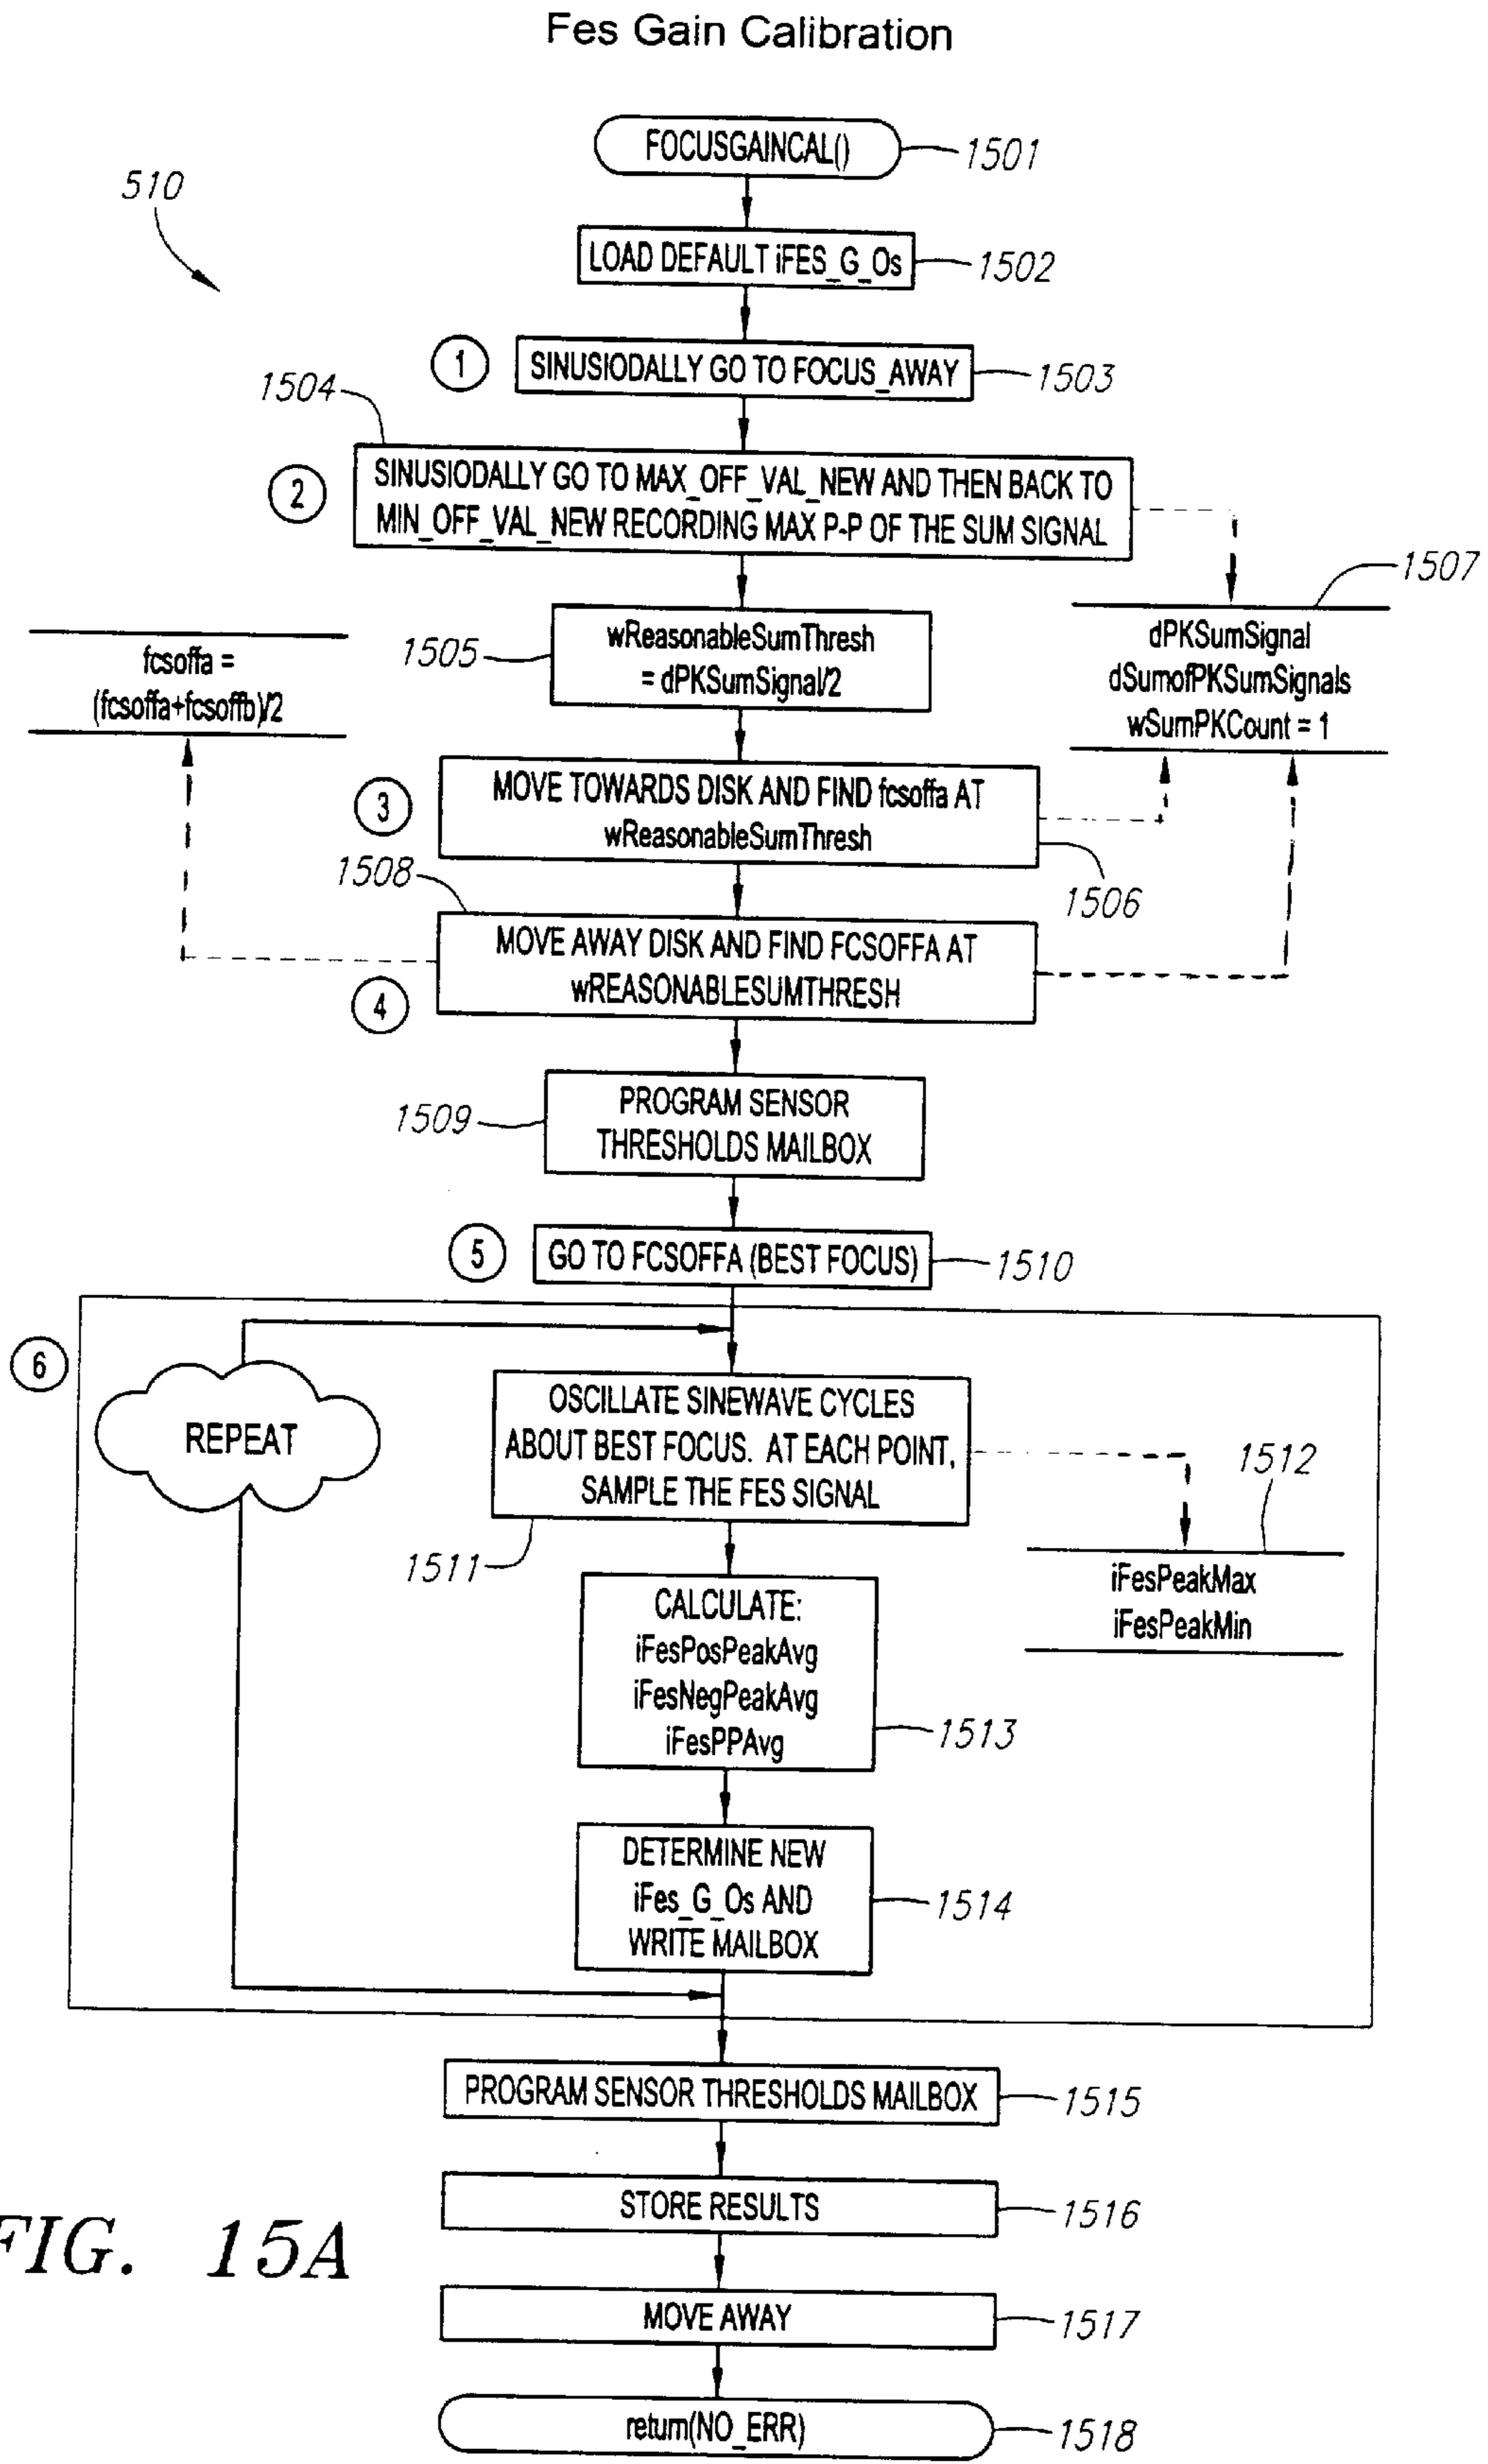 Fes Gain Calibration
510
FOCUSGAINCAL()
1501
LOAD DEFAULT iFES_G_Os
1502
1
SINUSIODALLY GO TO FOCUS_AWAY
1503
1504
2
SINUSIODALLY GO TO MAX_OFF_VAL_NEW AND THEN BACK TO
MIN_OFF_VAL_NEW RECORDING MAX P-P OF THE SUM SIGNAL
1507
dPKSumSignal
dSumofPKSumSignals
wSumPKCount = 1
1505
wReasonableSumThresh
= dPKSumSignal/2
fcsoffa =
(fcsoffa+fcsoffb)/2
3
MOVE TOWARDS DISK AND FIND fcsoffa AT
wReasonableSumThresh
1506
1508
MOVE AWAY DISK AND FIND FCSOFFA AT
wREASONABLESUMTHRESH
4
1509
PROGRAM SENSOR
THRESHOLDS MAILBOX
5
GO TO FCSOFFA (BEST FOCUS)
1510
6
REPEAT
OSCILLATE SINEWAVE CYCLES
ABOUT BEST FOCUS. AT EACH POINT,
SAMPLE THE FES SIGNAL
1511
1512
iFesPeakMax
iFesPeakMin
CALCULATE:
iFesPosPeakAvg
iFesNegPeakAvg
iFesPPAvg
1513
DETERMINE NEW
iFes_G_Os AND
WRITE MAILBOX
1514
PROGRAM SENSOR THRESHOLDS MAILBOX
1515
STORE RESULTS
1516
MOVE AWAY
1517
return(NO_ERR)
1518
FIG. 15A